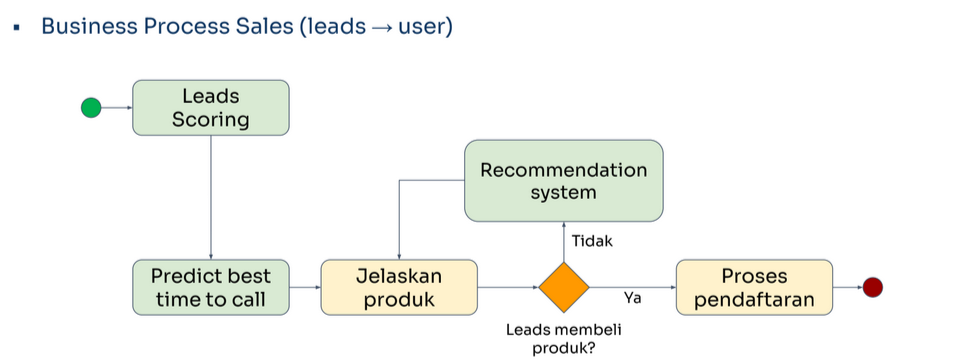 ▪ Business Process Sales (leads → user)
Leads
Scoring
Recommendation
system
Tidak
Predict best
time to call
Jelaskan
produk
Ya
Proses
pendaftaran
Leads membeli
produk?